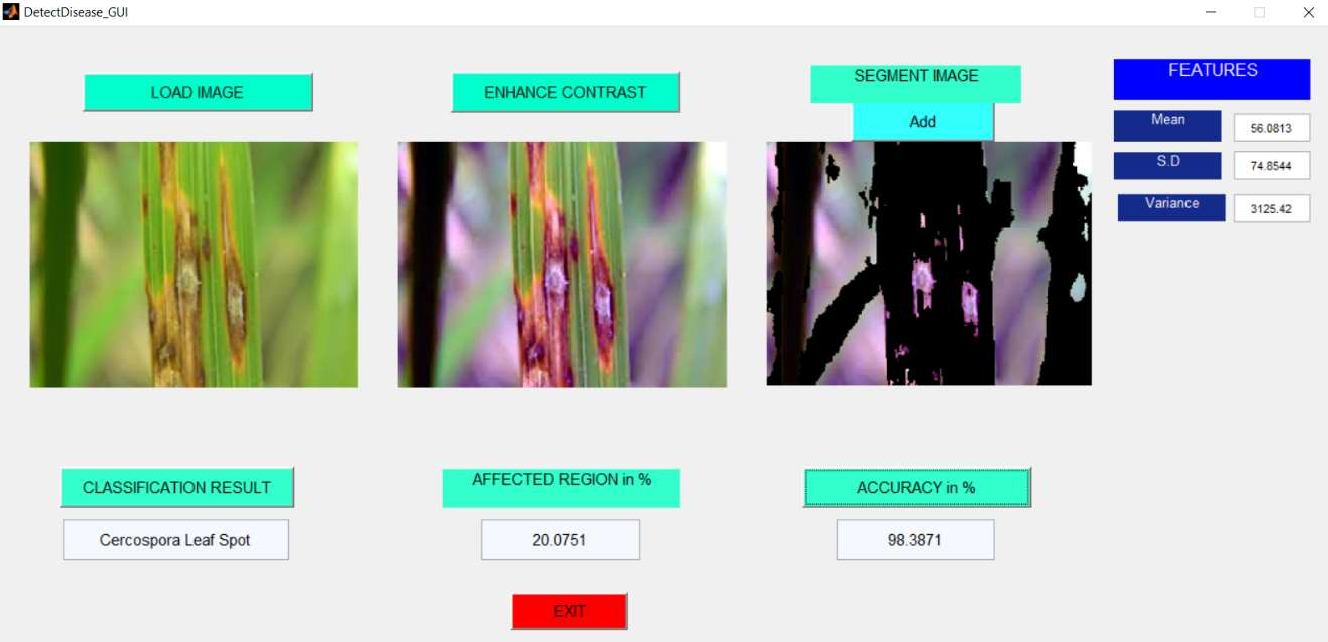 DetectDisease_GUI
LOAD IMAGE
ENHANCE CONTRAST
SEGMENT IMAGE
Add
FEATURES
Mean
56.0813
S.D
74.8544
Variance
3125.42
CLASSIFICATION RESULT
AFFECTED REGION in %
ACCURACY in %
Cercospora Leaf Spot
20.0751
98.3871
EXIT